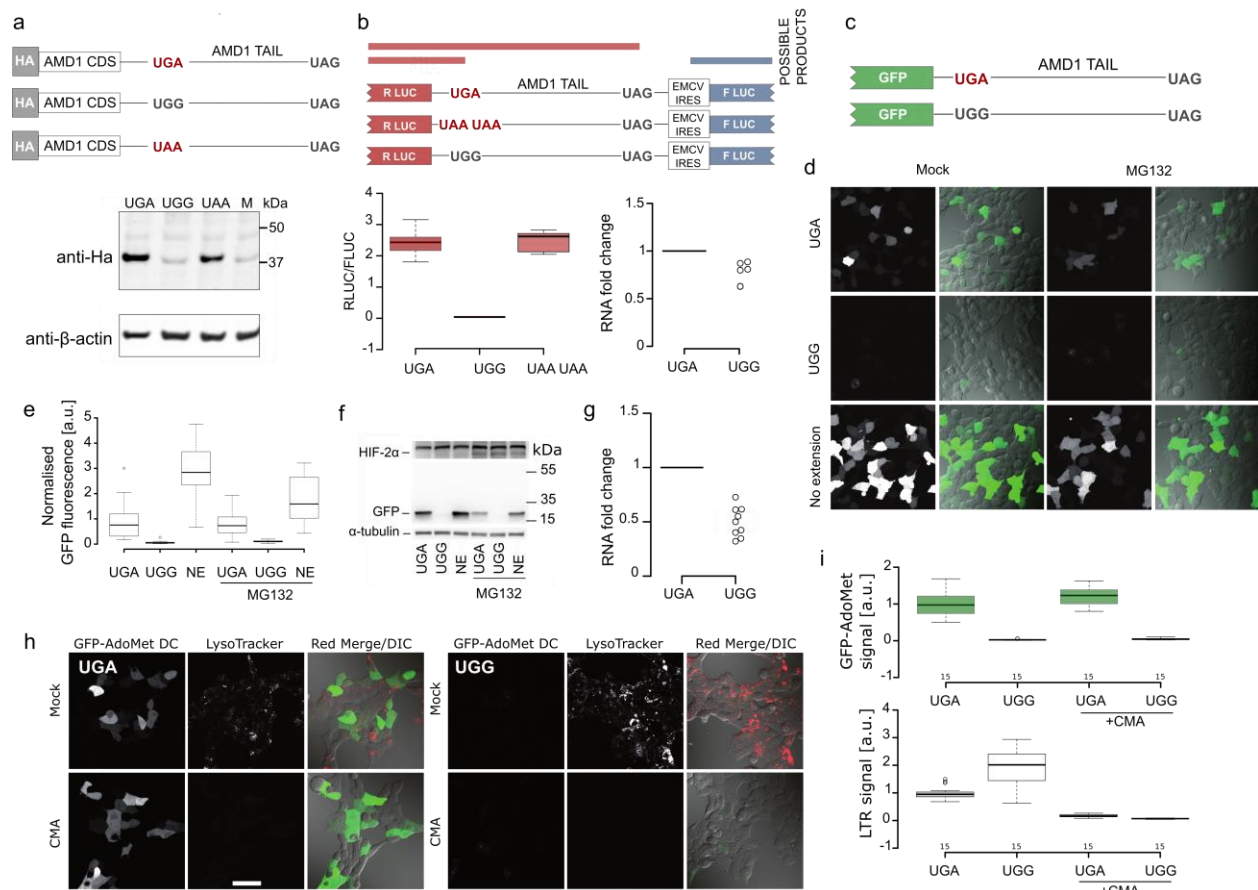 a
HA AMD1 CDS UGA AMD1 TAIL UAG
HA AMD1 CDS UGG UAG
HA AMD1 CDS UAA UAG
UGA UGG UAA M kDa
50
anti-Ha
37
anti-β-actin
b
POSSIBLE PRODUCTS
R LUC UGA AMD1 TAIL UAG EMCV IRES F LUC
R LUC UAA UAA UAG EMCV IRES F LUC
R LUC UGG UAG EMCV IRES F LUC
RLUC/FLUC
4
3
2
1
0
-1
UGA UGG UAA UAA
RNA fold change
1.5
1
0.5
0
UGA UGG
c
GFP UGA AMD1 TAIL UAG
GFP UGG UAG
d
Mock MG132
UGA
UGG
No extension
e
Normalised
GFP fluorescence [a.u.]
5
4
3
2
1
0
UGA UGG NE UGA UGG NE
MG132
f
kDa
HIF-2α
55
35
GFP
15
α-tubulin
UGA UGG NE UGA UGG NE
MG132
g
RNA fold change
1.5
1
0.5
0
UGA UGG
h
GFP-AdoMet DC LysoTracker Red Merge/DIC GFP-AdoMet DC LysoTracker Red Merge/DIC
UGA UGG
Mock Mock
CMA CMA
i
GFP-AdoMet
signal [a.u.]
2
1
0
-1
15 15 15 15
UGA UGG UGA UGG
+CMA
LTR signal [a.u.]
3
2
1
0
-1
15 15 15 15
UGA UGG UGA UGG
+CMA